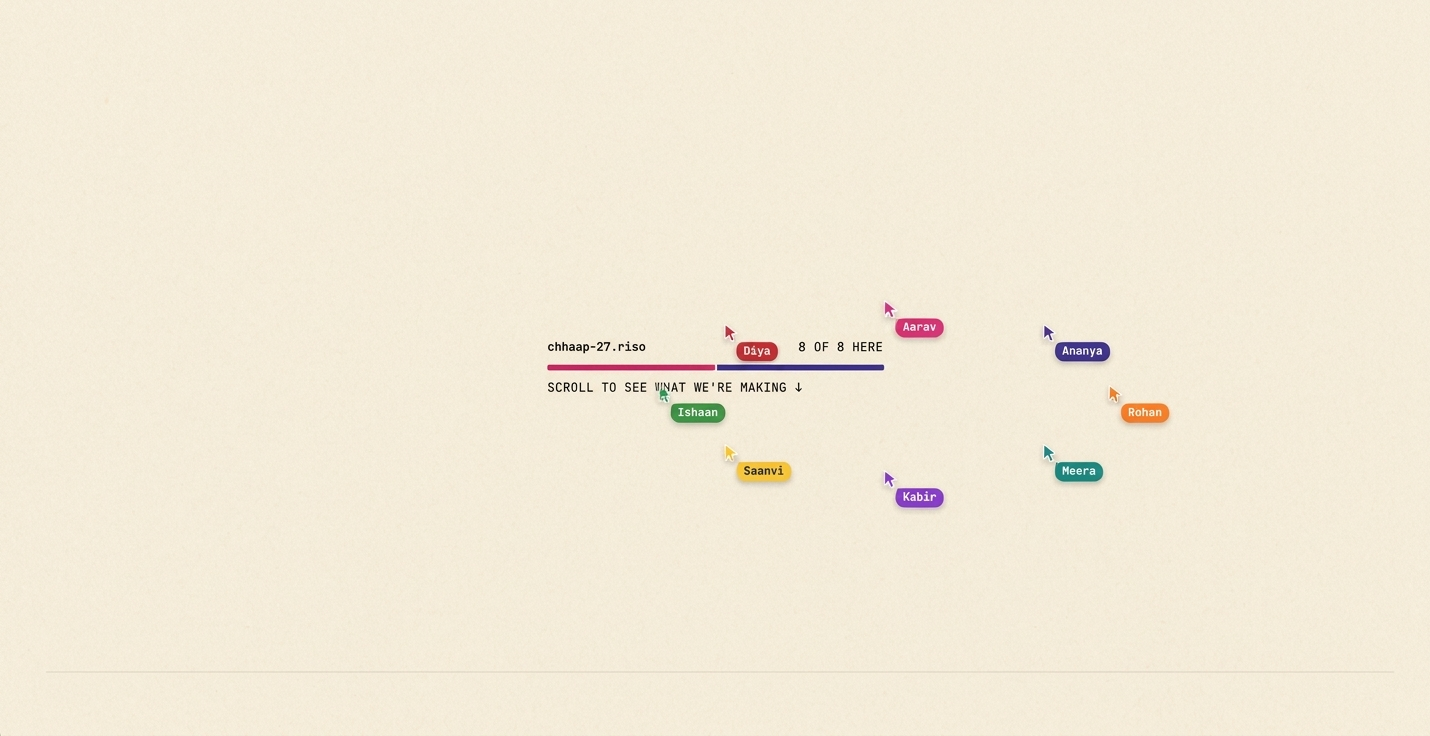 Aarav
chhaap-27.riso
Diya
8 OF 8 HERE
Ananya
SCROLL TO SEE WHAT WE'RE MAKING ↓
Ishaan
Rohan
Saanvi
Meera
Kabir